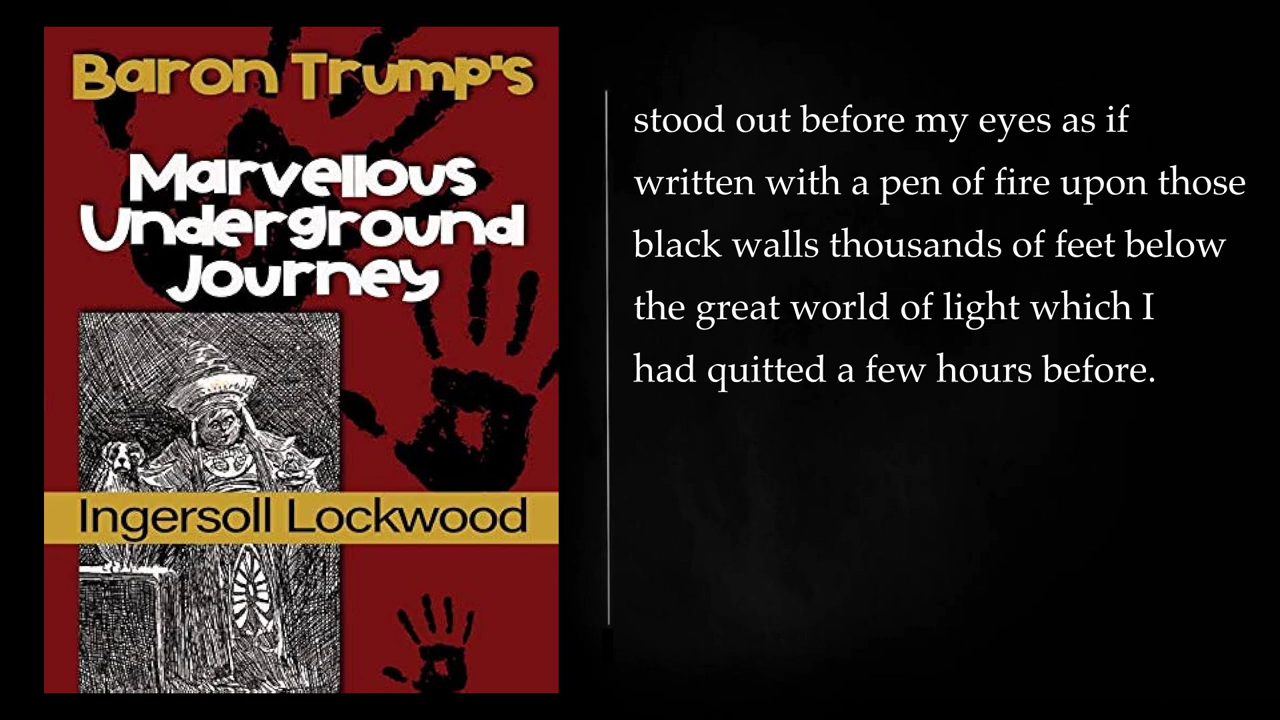 Baron Trump's
Marvellous
Underground
Journey
Ingersoll Lockwood
stood out before my eyes as if
written with a pen of fire upon those
black walls thousands of feet below
the great world of light which I
had quitted a few hours before.